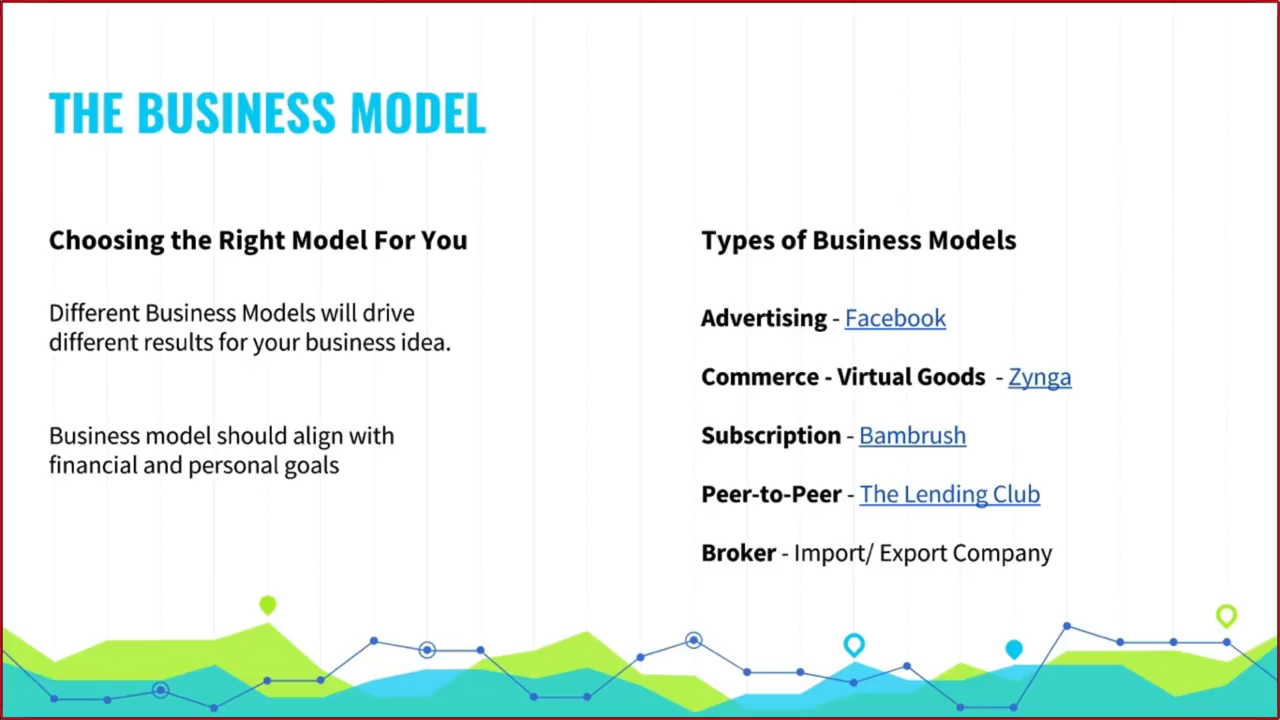 THE BUSINESS MODEL
Choosing the Right Model For You
Different Business Models will drive
different results for your business idea.
Business model should align with
financial and personal goals
Types of Business Models
Advertising - Facebook
Commerce - Virtual Goods - Zynga
Subscription - Bambrush
Peer-to-Peer - The Lending Club
Broker - Import/ Export Company